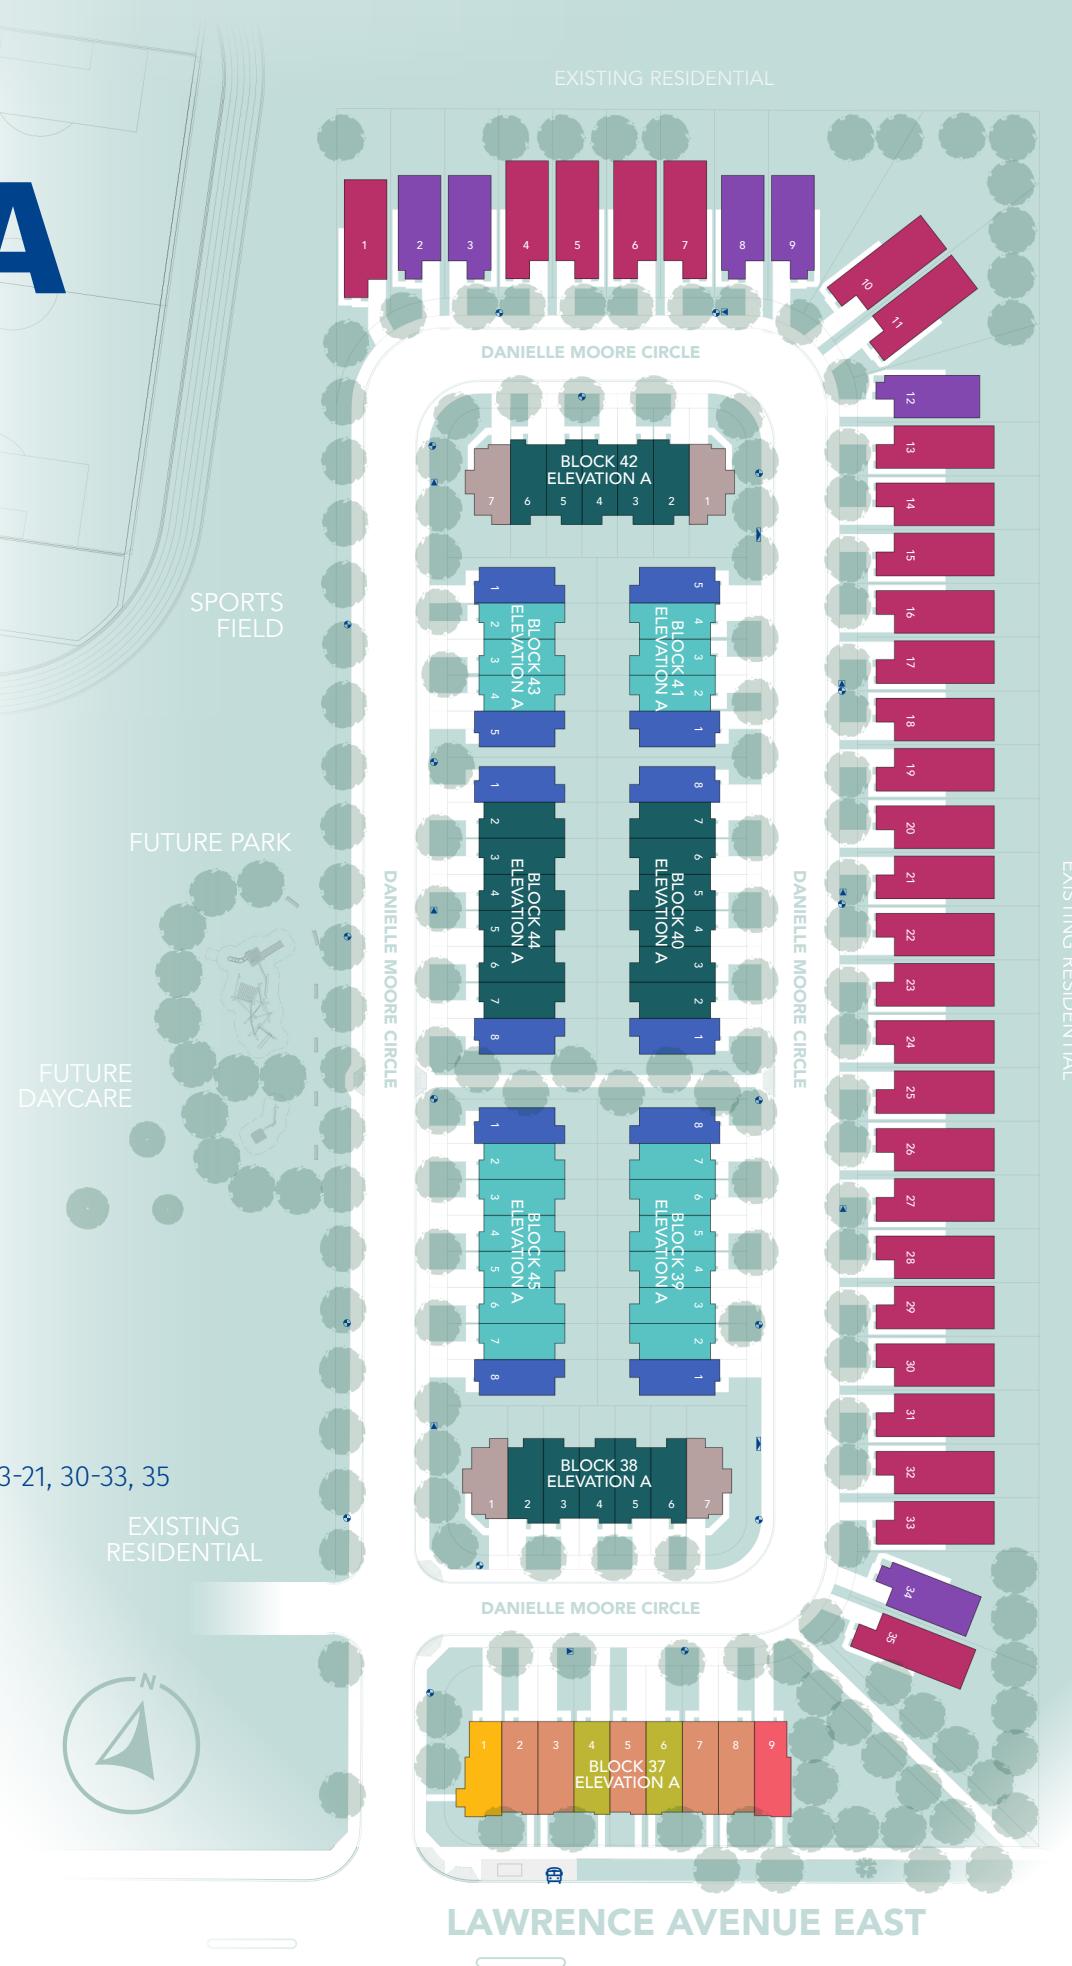 EXISTING RESIDENTIAL
A
1 2 3 4 5 6 7 8 9
10
11
DANIELLE MOORE CIRCLE
12
13
14
15
16
17
18
19
20
21
22
23
24
25
26
27
28
29
30
31
32
33
34
35
BLOCK 42
ELEVATION A
7 6 5 4 3 2 1
SPORTS
FIELD
BLOCK 43
ELEVATION A
1 2 3 4 5
BLOCK 41
ELEVATION A
5 4 3 2 1
FUTURE PARK
DANIELLE MOORE CIRCLE
BLOCK 44
ELEVATION A
1 2 3 4 5 6 7 8
BLOCK 40
ELEVATION A
8 7 6 5 4 3 2 1
DANIELLE MOORE CIRCLE
EXISTING RESIDENTIAL
FUTURE
DAYCARE
BLOCK 45
ELEVATION A
1 2 3 4 5 6 7 8
BLOCK 39
ELEVATION A
8 7 6 5 4 3 2 1
3-21, 30-33, 35
BLOCK 38
ELEVATION A
1 2 3 4 5 6 7
EXISTING
RESIDENTIAL
DANIELLE MOORE CIRCLE
N
1 2 3 4 5 6 7 8 9
BLOCK 37
ELEVATION A
LAWRENCE AVENUE EAST